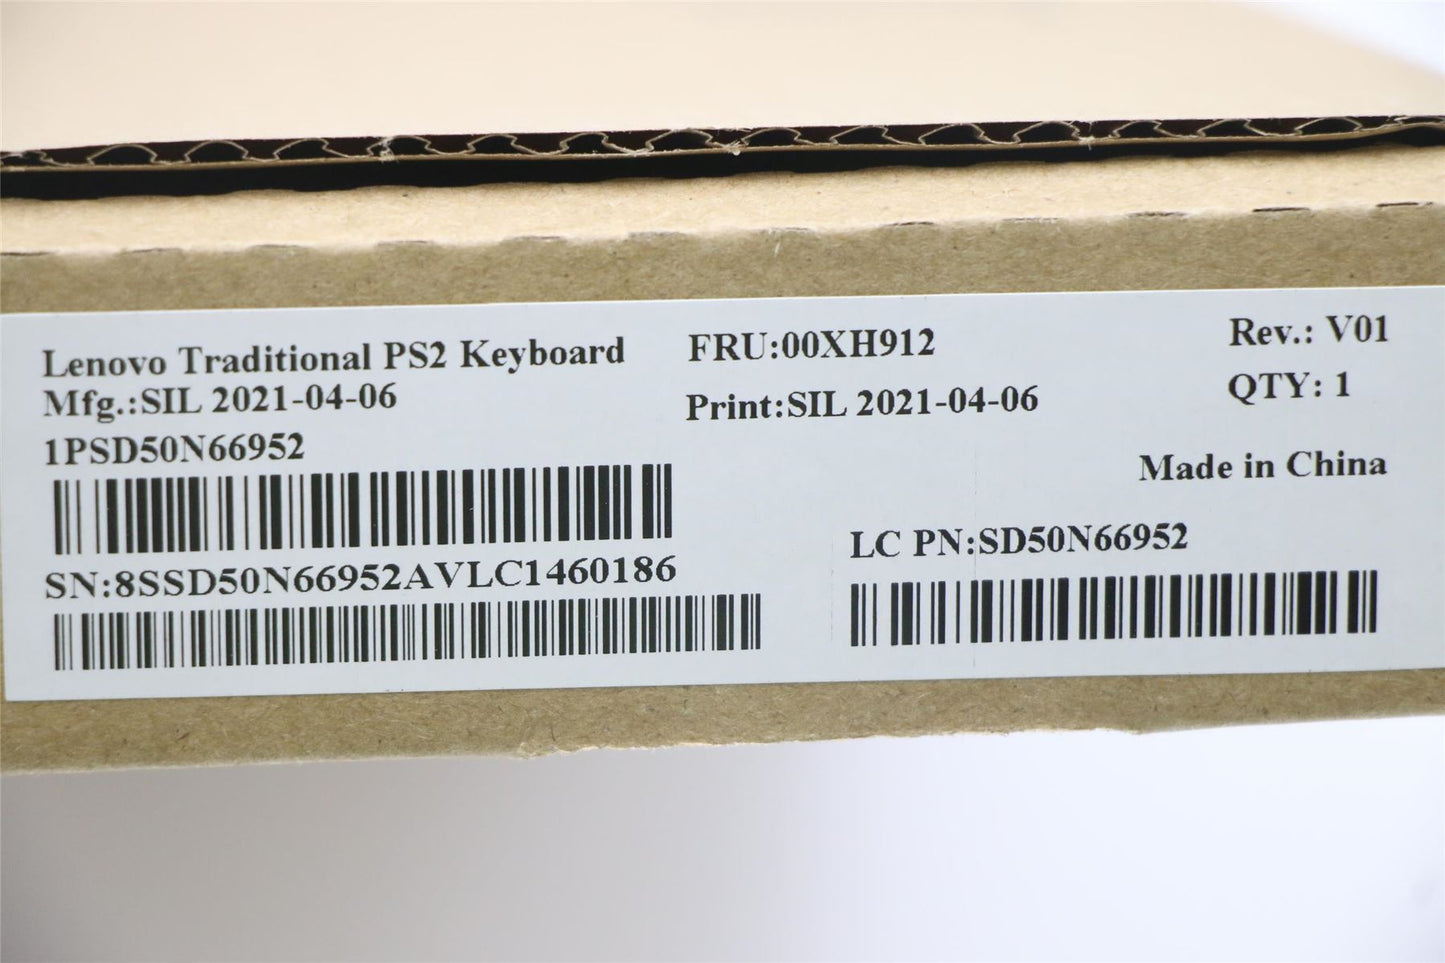 Lenovo Traditional PS2 Keyboard
FRU:00XH912
Rev.: V01
Mfg.:SIL 2021-04-06
Print:SIL 2021-04-06
QTY: 1
1PSD50N66952
Made in China
LC PN:SD50N66952
SN:8SSD50N66952AVLC1460186